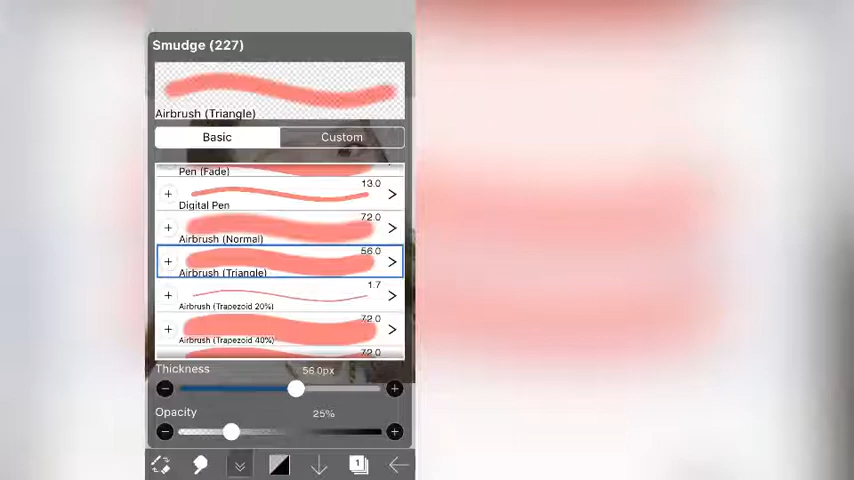 Smudge (227)
Airbrush (Triangle)
Basic Custom
Pen (Fade)
13.0
Digital Pen
72.0
Airbrush (Normal)
56.0
Airbrush (Triangle)
1.7
Airbrush (Trapezoid 20%)
72.0
Airbrush (Trapezoid 40%)
72.0
Thickness 56.0px
Opacity 25%
1